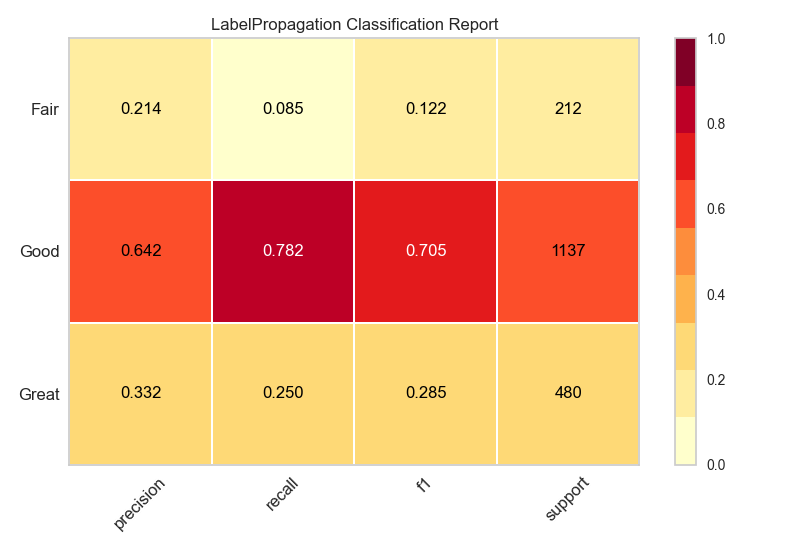 LabelPropagation Classification Report
Fair 0.214 0.085 0.122 212
Good 0.642 0.782 0.705 1137
Great 0.332 0.250 0.285 480
precision recall f1 support
1.0
0.8
0.6
0.4
0.2
0.0